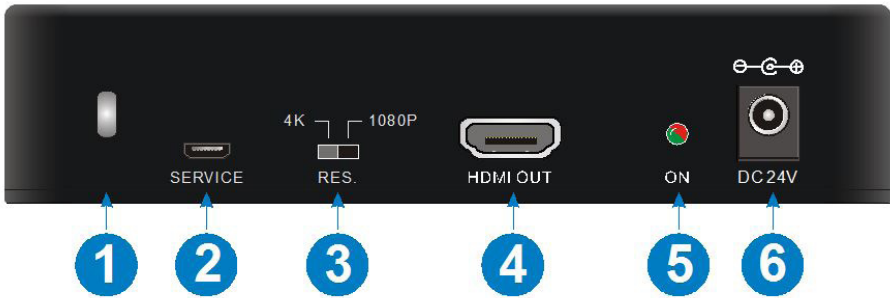 4K
1080P
SERVICE
RES.
HDMI OUT
ON
DC 24V
1
2
3
4
5
6